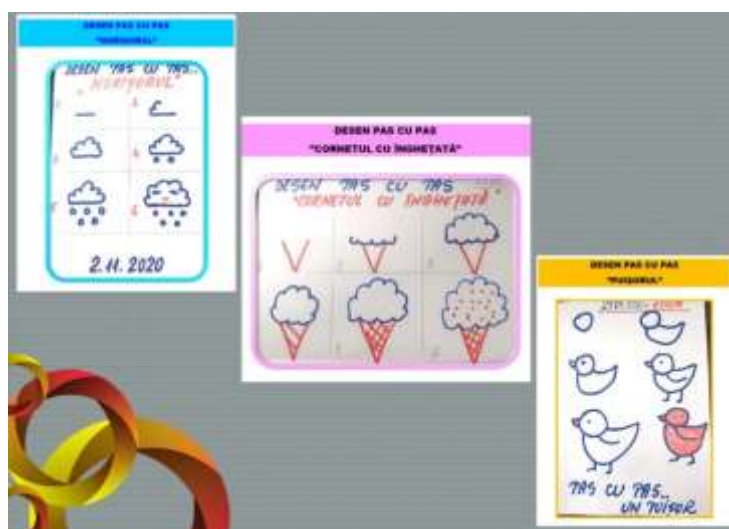 DESEN PAS CU PAS
"NORIȘORUL"
DESEN PAS CU PAS..
"NORIȘORUL"
2.11.2020
DESEN PAS CU PAS
"CORNETUL CU ÎNGHEȚATĂ"
DESEN PAS CU PAS
"CORNETUL CU ÎNGHEȚATĂ"
DESEN PAS CU PAS
"PUIȘORUL"
PAS CU PAS..
UN PUIȘOR